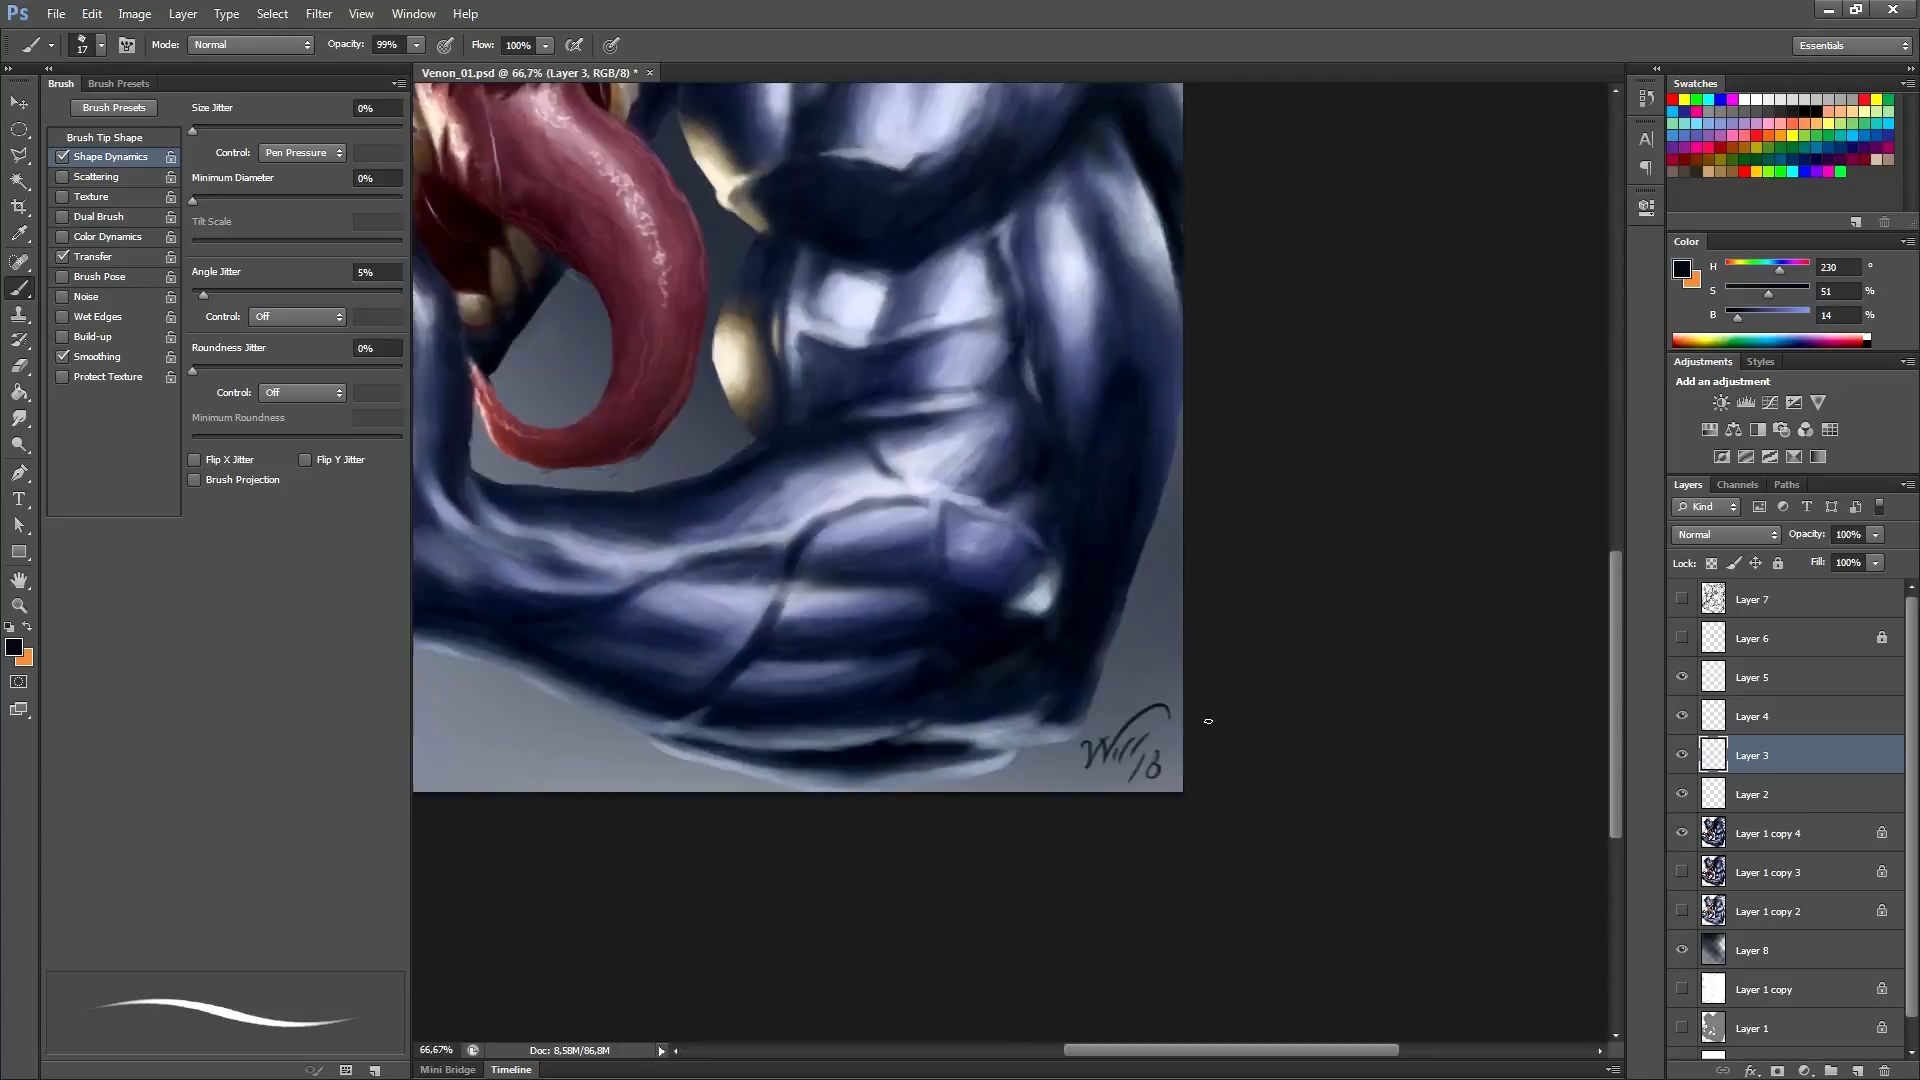 Ps File Edit Image Layer Type Select Filter View Window Help
17 Mode: Normal Opacity: 99% Flow: 100% Essentials
Brush Brush Presets
Venon_01.psd @ 66,7% (Layer 3, RGB/8) *
Brush Presets
Brush Tip Shape
Shape Dynamics
Scattering
Texture
Dual Brush
Color Dynamics
Transfer
Brush Pose
Noise
Wet Edges
Build-up
Smoothing
Protect Texture
Size Jitter 0%
Control: Pen Pressure
Minimum Diameter 0%
Tilt Scale
Angle Jitter 5%
Control: Off
Roundness Jitter 0%
Control: Off
Minimum Roundness
Flip X Jitter Flip Y Jitter
Brush Projection
Will/18
66,67% Doc: 8,58M/86,8M
Mini Bridge Timeline
Swatches
Color
H 230 °
S 51 %
B 14 %
Adjustments Styles
Add an adjustment
Layers Channels Paths
Kind
Normal Opacity: 100%
Lock: Fill: 100%
Layer 7
Layer 6
Layer 5
Layer 4
Layer 3
Layer 2
Layer 1 copy 4
Layer 1 copy 3
Layer 1 copy 2
Layer 8
Layer 1 copy
Layer 1